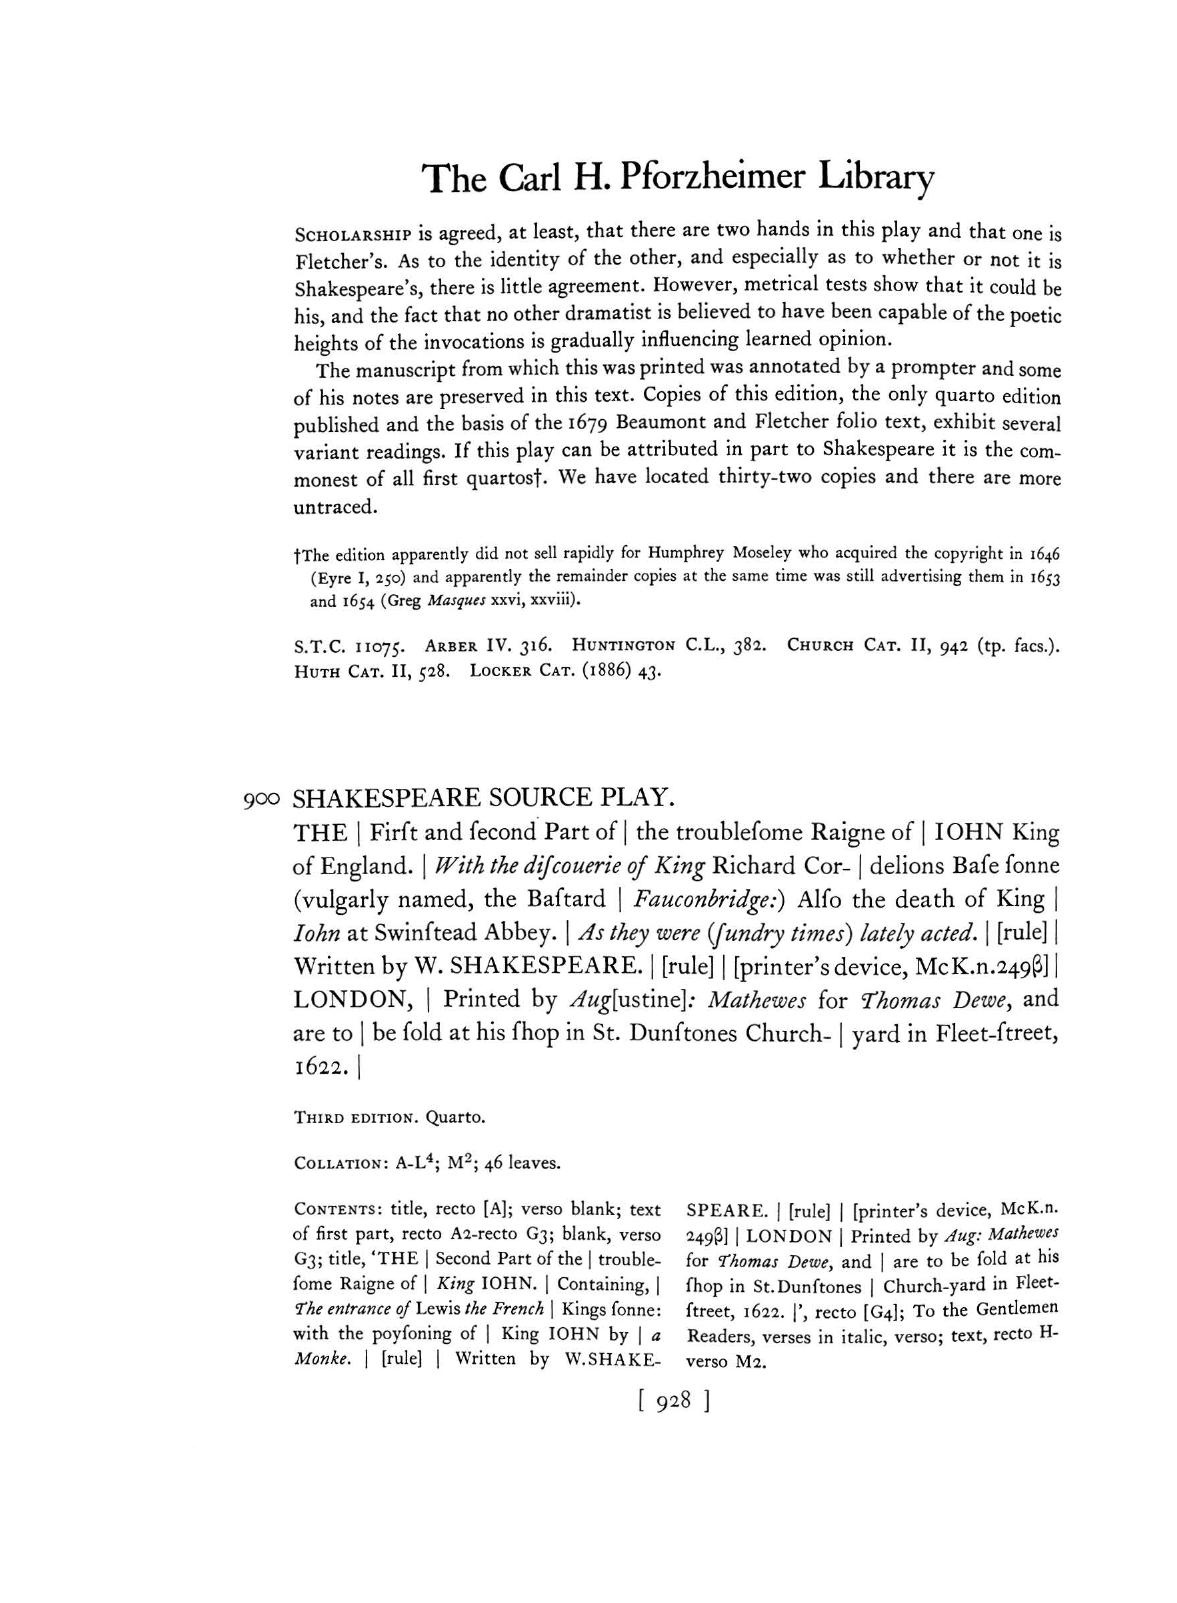 The Carl H. Pforzheimer Library
SCHOLARSHIP is agreed, at least, that there are two hands in this play and that one is
Fletcher's. As to the identity of the other, and especially as to whether or not it is
Shakespeare's, there is little agreement. However, metrical tests show that it could be
his, and the fact that no other dramatist is believed to have been capable of the poetic
heights of the invocations is gradually influencing learned opinion.
The manuscript from which this was printed was annotated by a prompter and some
of his notes are preserved in this text. Copies of this edition, the only quarto edition
published and the basis of the 1679 Beaumont and Fletcher folio text, exhibit several
variant readings. If this play can be attributed in part to Shakespeare it is the com-
monest of all first quartos†. We have located thirty-two copies and there are more
untraced.
†The edition apparently did not sell rapidly for Humphrey Moseley who acquired the copyright in 1646
(Eyre I, 250) and apparently the remainder copies at the same time was still advertising them in 1653
and 1654 (Greg Masques xxvi, xxviii).
S.T.C. 11075. ARBER IV. 316. HUNTINGTON C.L., 382. CHURCH CAT. II, 942 (tp. facs.).
HUTH CAT. II, 528. LOCKER CAT. (1886) 43.
900 SHAKESPEARE SOURCE PLAY.
THE | Firſt and ſecond Part of | the troubleſome Raigne of | IOHN King
of England. | With the diſcouerie of King Richard Cor- | delions Baſe ſonne
(vulgarly named, the Baſtard | Fauconbridge:) Alſo the death of King |
Iohn at Swinſtead Abbey. | As they were (ſundry times) lately acted. | [rule] |
Written by W. SHAKESPEARE. | [rule] | [printer's device, McK.n.249β] |
LONDON, | Printed by Aug[ustine]: Mathewes for Thomas Dewe, and
are to | be ſold at his ſhop in St. Dunſtones Church- | yard in Fleet-ſtreet,
1622. |
THIRD EDITION. Quarto.
COLLATION: A-L⁴; M²; 46 leaves.
CONTENTS: title, recto [A]; verso blank; text
of first part, recto A2-recto G3; blank, verso
G3; title, 'THE | Second Part of the | trouble-
ſome Raigne of | King IOHN. | Containing, |
The entrance of Lewis the French | Kings ſonne:
with the poyſoning of | King IOHN by | a
Monke. | [rule] | Written by W.SHAKE-
SPEARE. | [rule] | [printer's device, McK.n.
249β] | LONDON | Printed by Aug: Mathewes
for Thomas Dewe, and | are to be ſold at his
ſhop in St.Dunſtones | Church-yard in Fleet-
ſtreet, 1622. |', recto [G4]; To the Gentlemen
Readers, verses in italic, verso; text, recto H-
verso M2.
[ 928 ]